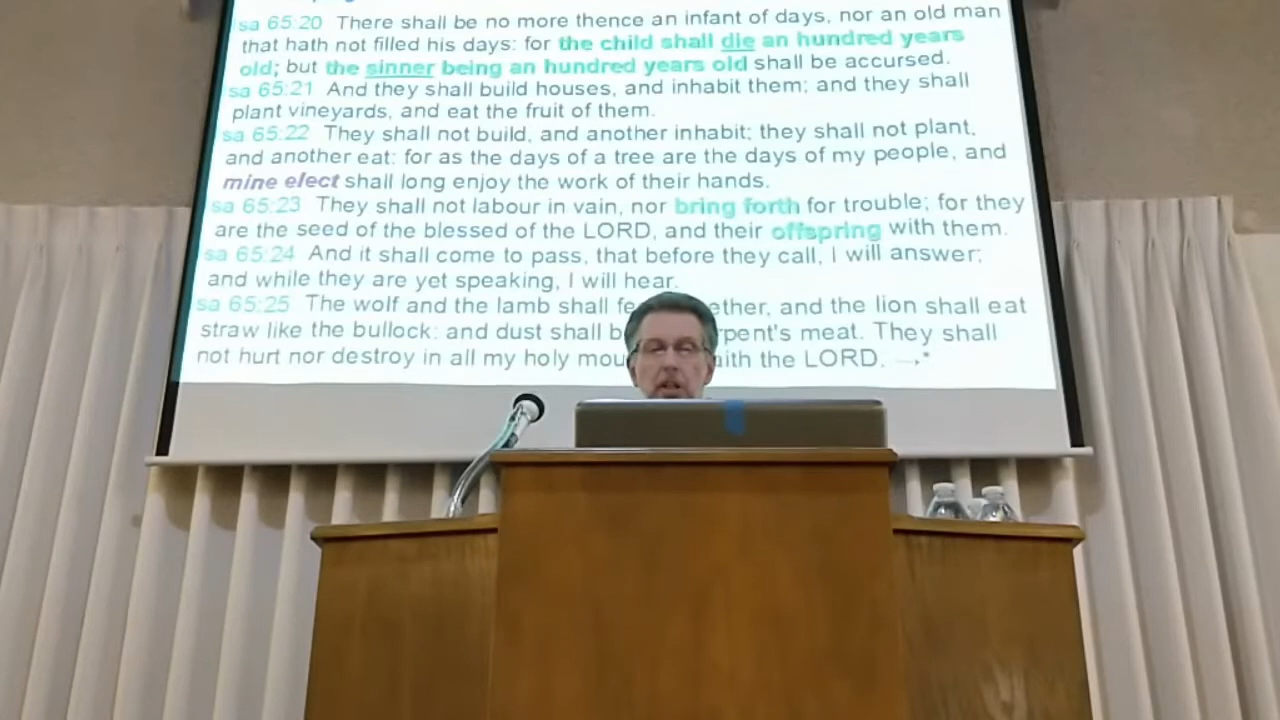 sa 65:20 There shall be no more thence an infant of days, nor an old man
that hath not filled his days: for the child shall die an hundred years
old; but the sinner being an hundred years old shall be accursed.
sa 65:21 And they shall build houses, and inhabit them; and they shall
plant vineyards, and eat the fruit of them.
sa 65:22 They shall not build, and another inhabit; they shall not plant,
and another eat: for as the days of a tree are the days of my people, and
mine elect shall long enjoy the work of their hands.
sa 65:23 They shall not labour in vain, nor bring forth for trouble; for they
are the seed of the blessed of the LORD, and their offspring with them.
sa 65:24 And it shall come to pass, that before they call, I will answer;
and while they are yet speaking, I will hear.
sa 65:25 The wolf and the lamb shall fe ether, and the lion shall eat
straw like the bullock: and dust shall b rpent's meat. They shall
not hurt nor destroy in all my holy mou aith the LORD. →*